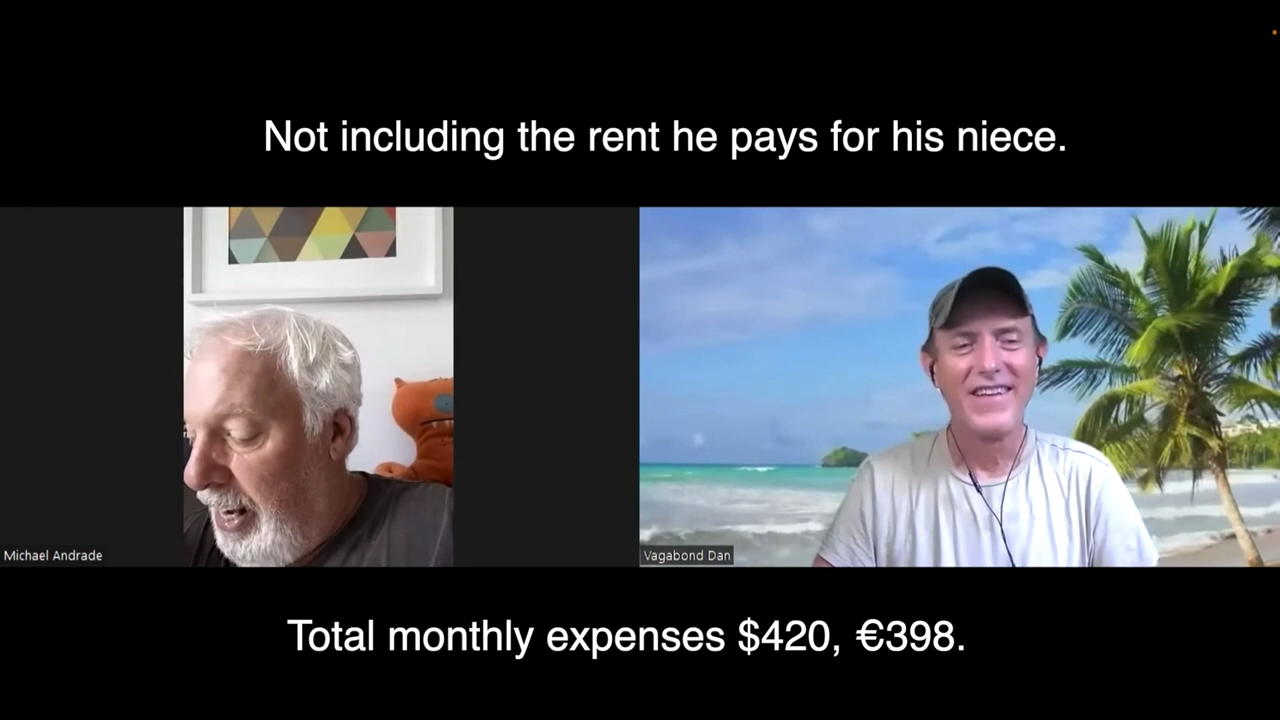 Not including the rent he pays for his niece.
Michael Andrade
Vagabond Dan
Total monthly expenses $420, €398.